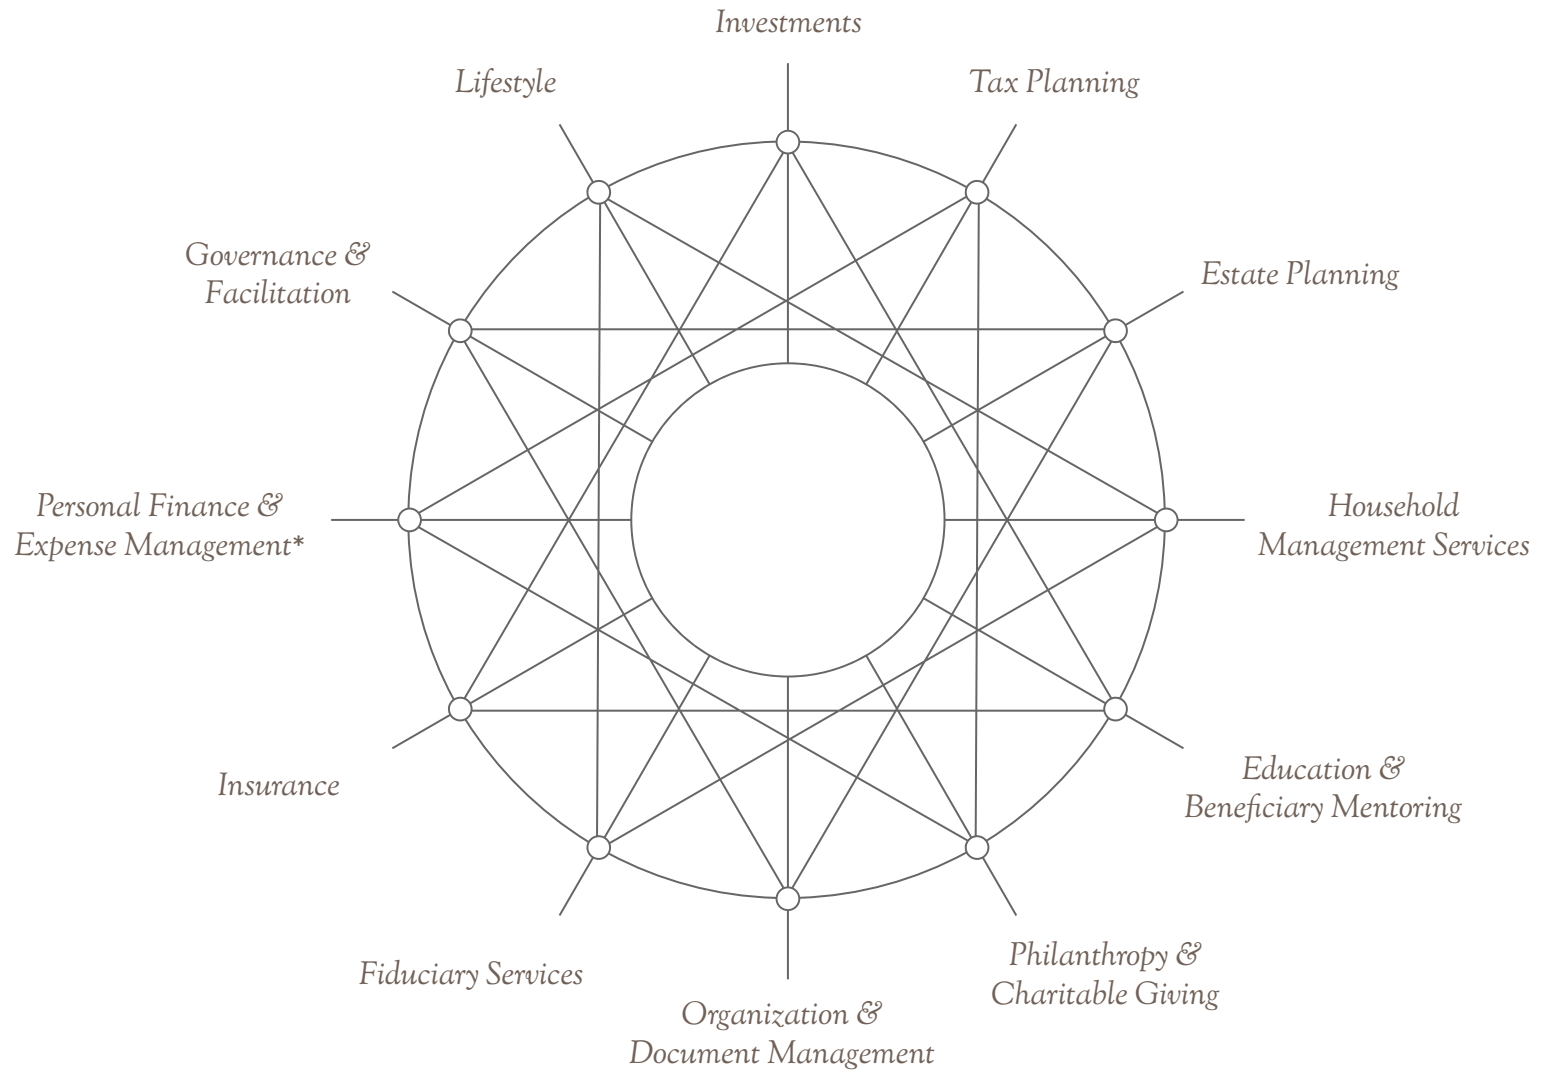 Investments
Lifestyle
Tax Planning
Governance &
Facilitation
Estate Planning
Personal Finance &
Expense Management*
Household
Management Services
Insurance
Education &
Beneficiary Mentoring
Fiduciary Services
Philanthropy &
Charitable Giving
Organization &
Document Management